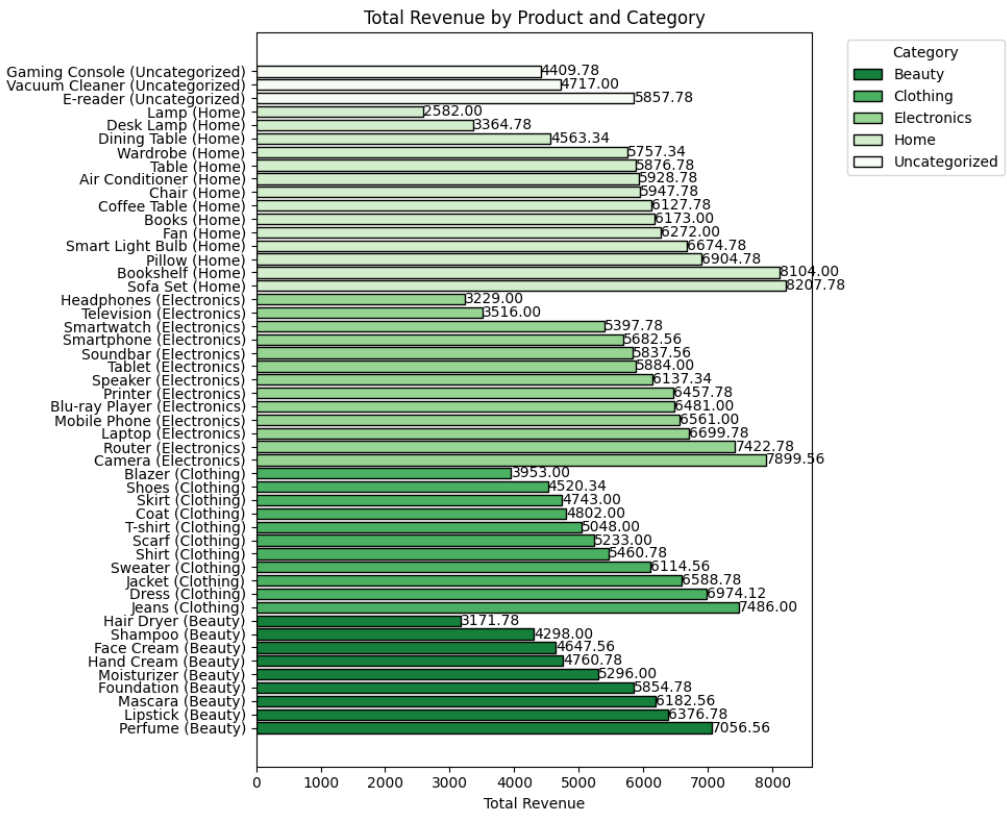 Total Revenue by Product and Category
Gaming Console (Uncategorized) 4409.78
Vacuum Cleaner (Uncategorized) 4717.00
E-reader (Uncategorized) 5857.78
Lamp (Home) 2582.00
Desk Lamp (Home) 3364.78
Dining Table (Home) 4563.34
Wardrobe (Home) 5757.34
Table (Home) 5876.78
Air Conditioner (Home) 5928.78
Chair (Home) 5947.78
Coffee Table (Home) 6127.78
Books (Home) 6173.00
Fan (Home) 6272.00
Smart Light Bulb (Home) 6674.78
Pillow (Home) 6904.78
Bookshelf (Home) 8104.00
Sofa Set (Home) 8207.78
Headphones (Electronics) 3229.00
Television (Electronics) 3516.00
Smartwatch (Electronics) 5397.78
Smartphone (Electronics) 5682.56
Soundbar (Electronics) 5837.56
Tablet (Electronics) 5884.00
Speaker (Electronics) 6137.34
Printer (Electronics) 6457.78
Blu-ray Player (Electronics) 6481.00
Mobile Phone (Electronics) 6561.00
Laptop (Electronics) 6699.78
Router (Electronics) 7422.78
Camera (Electronics) 7899.56
Blazer (Clothing) 3953.00
Shoes (Clothing) 4520.34
Skirt (Clothing) 4743.00
Coat (Clothing) 4802.00
T-shirt (Clothing) 5048.00
Scarf (Clothing) 5233.00
Shirt (Clothing) 5460.78
Sweater (Clothing) 6114.56
Jacket (Clothing) 6588.78
Dress (Clothing) 6974.12
Jeans (Clothing) 7486.00
Hair Dryer (Beauty) 3171.78
Shampoo (Beauty) 4298.00
Face Cream (Beauty) 4647.56
Hand Cream (Beauty) 4760.78
Moisturizer (Beauty) 5296.00
Foundation (Beauty) 5854.78
Mascara (Beauty) 6182.56
Lipstick (Beauty) 6376.78
Perfume (Beauty) 7056.56
0 1000 2000 3000 4000 5000 6000 7000 8000
Total Revenue
Category
Beauty
Clothing
Electronics
Home
Uncategorized